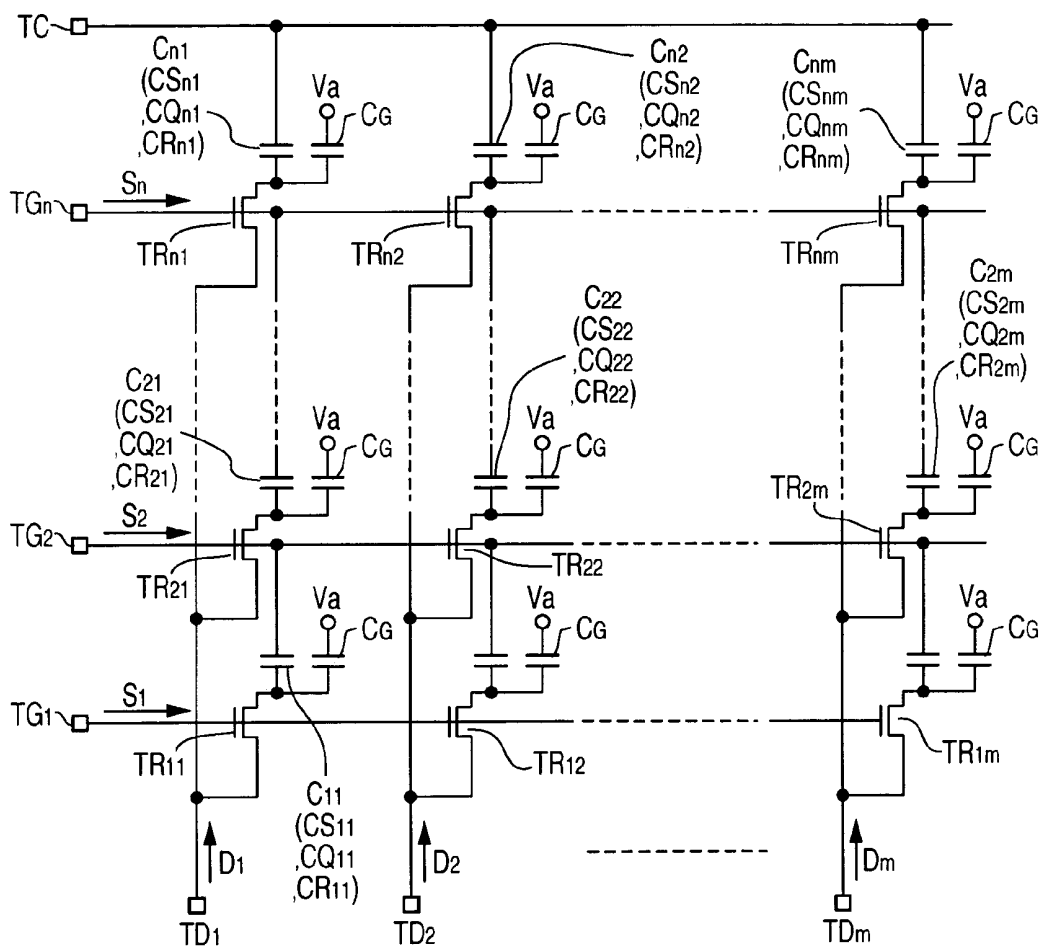 TC
Cn1
(CSn1
,CQn1
,CRn1)
Va
CG
Cn2
(CSn2
,CQn2
,CRn2)
Va
CG
Cnm
(CSnm
,CQnm
,CRnm)
Va
CG
Sn
TGn
TRn1
TRn2
TRnm
C21
(CS21
,CQ21
,CR21)
Va
CG
C22
(CS22
,CQ22
,CR22)
Va
CG
C2m
(CS2m
,CQ2m
,CR2m)
Va
CG
S2
TG2
TR21
TR22
TR2m
Va
CG
Va
CG
Va
CG
S1
TG1
TR11
TR12
TR1m
C11
(CS11
,CQ11
,CR11)
D1
D2
Dm
TD1
TD2
TDm